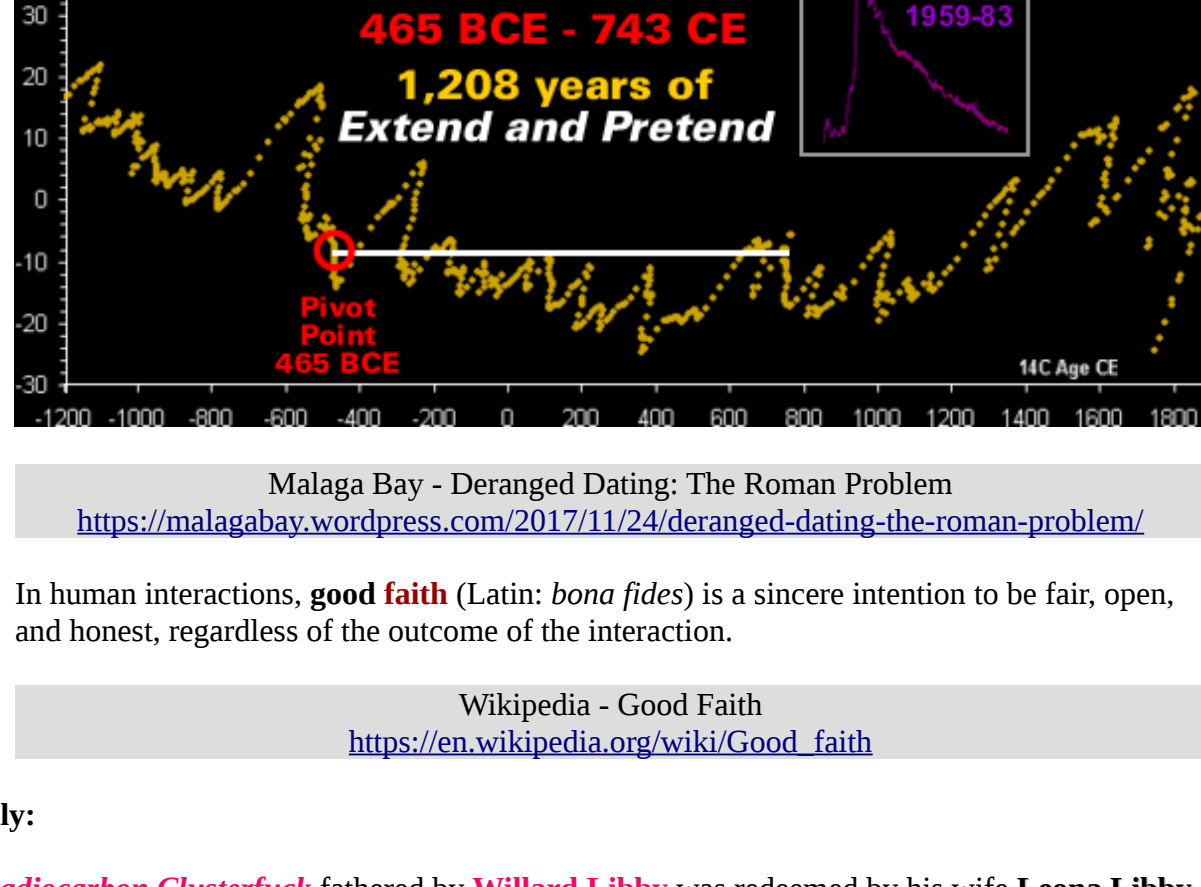 30
465 BCE - 743 CE
1959-83
20
1,208 years of
10
Extend and Pretend
0
-10
Pivot
-20
Point
465 BCE
14C Age CE
-30
-1200 -1000 -800 -600 -400 -200 0 200 400 600 800 1000 1200 1400 1600 1800
Malaga Bay - Deranged Dating: The Roman Problem
https://malagabay.wordpress.com/2017/11/24/deranged-dating-the-roman-problem/
In human interactions, good faith (Latin: bona fides) is a sincere intention to be fair, open,
and honest, regardless of the outcome of the interaction.
Wikipedia - Good Faith
https://en.wikipedia.org/wiki/Good_faith
ly:
adiocarbon Clusterfuck fathered by Willard Libby was redeemed by his wife Leona Libby